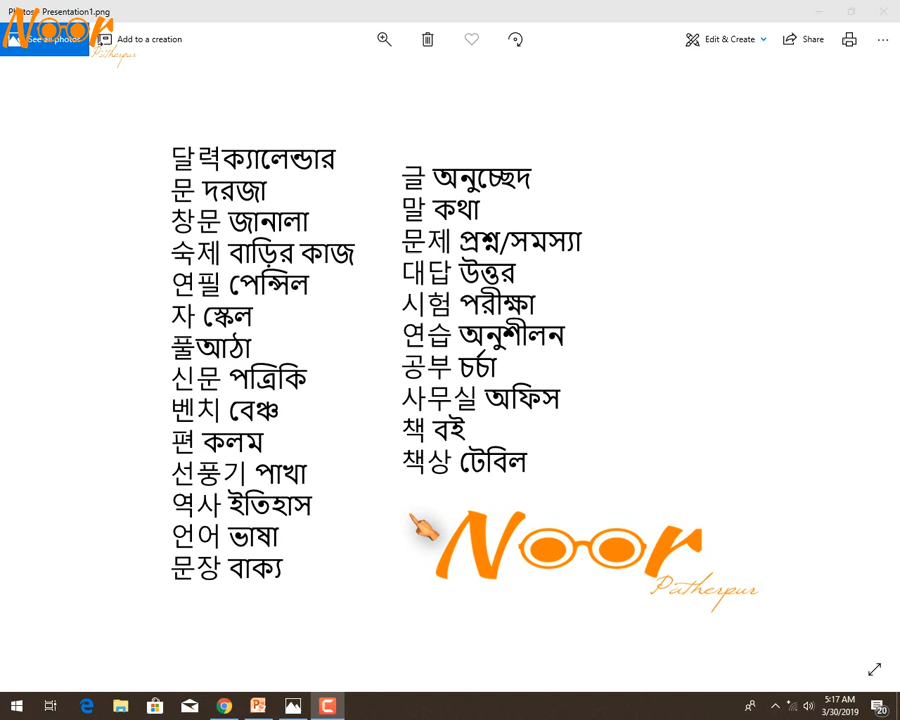 Photos - Presentation1.png
Noor
Patherpur
See all photos
Add to a creation
Edit & Create
Share
달력ক্যালেন্ডার
문 দরজা
창문 জানালা
숙제 বাড়ির কাজ
연필 পেন্সিল
자 স্কেল
풀আঠা
신문 পত্রিকি
벤치 বেঞ্চ
편 কলম
선풍기 পাখা
역사 ইতিহাস
언어 ভাষা
문장 বাক্য
글 অনুচ্ছেদ
말 কথা
문제 প্রশ্ন/সমস্যা
대답 উত্তর
시험 পরীক্ষা
연습 অনুশীলন
공부 চর্চা
사무실 অফিস
책 বই
책상 টেবিল
Noor
Patherpur
5:17 AM
3/30/2019
20